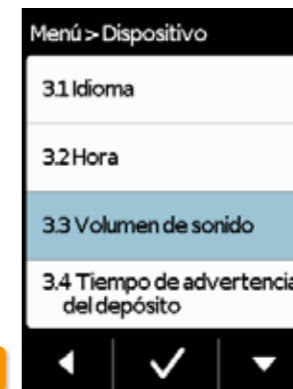 Menú > Dispositivo
3.1 Idioma
3.2 Hora
3.3 Volumen de sonido
3.4 Tiempo de advertencia
del depósito